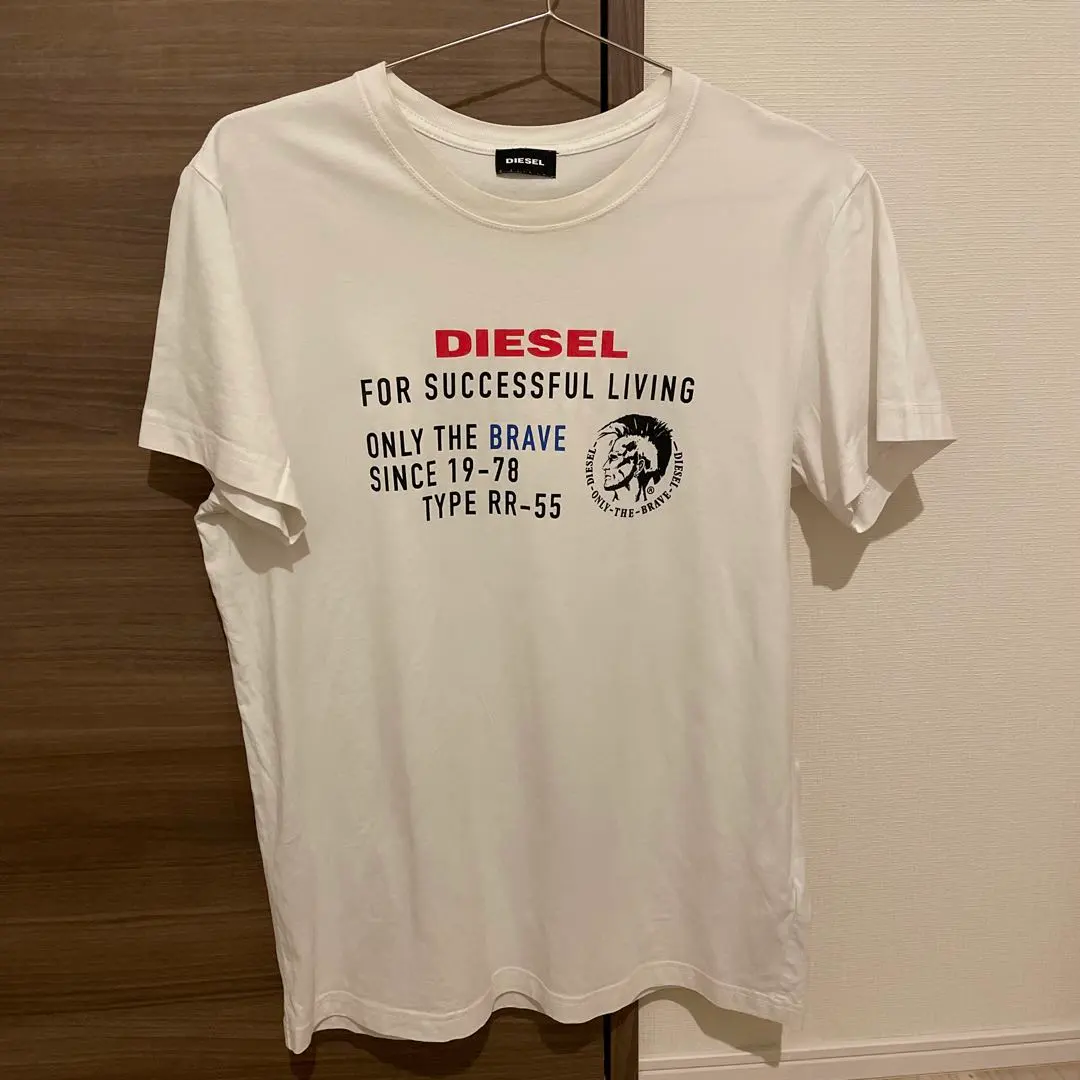 DIESEL
DIESEL
FOR SUCCESSFUL LIVING
ONLY THE BRAVE
SINCE 19-78
TYPE RR-55
DIESEL-ONLY-THE-BRAVE-DIESEL
®